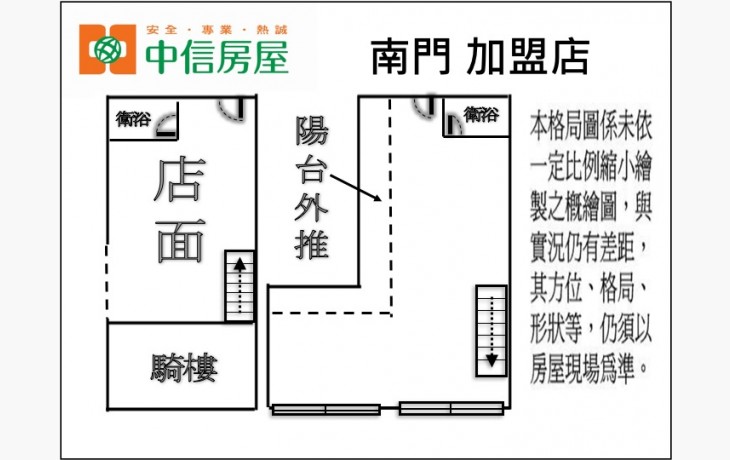 安全・專業・熱誠
中信房屋
南門 加盟店
衛浴
店面
騎樓
陽台外推
衛浴
本格局圖係未依
一定比例縮小繪
製之概繪圖，與
實況仍有差距，
其方位、格局、
形狀等，仍須以
房屋現場為準。